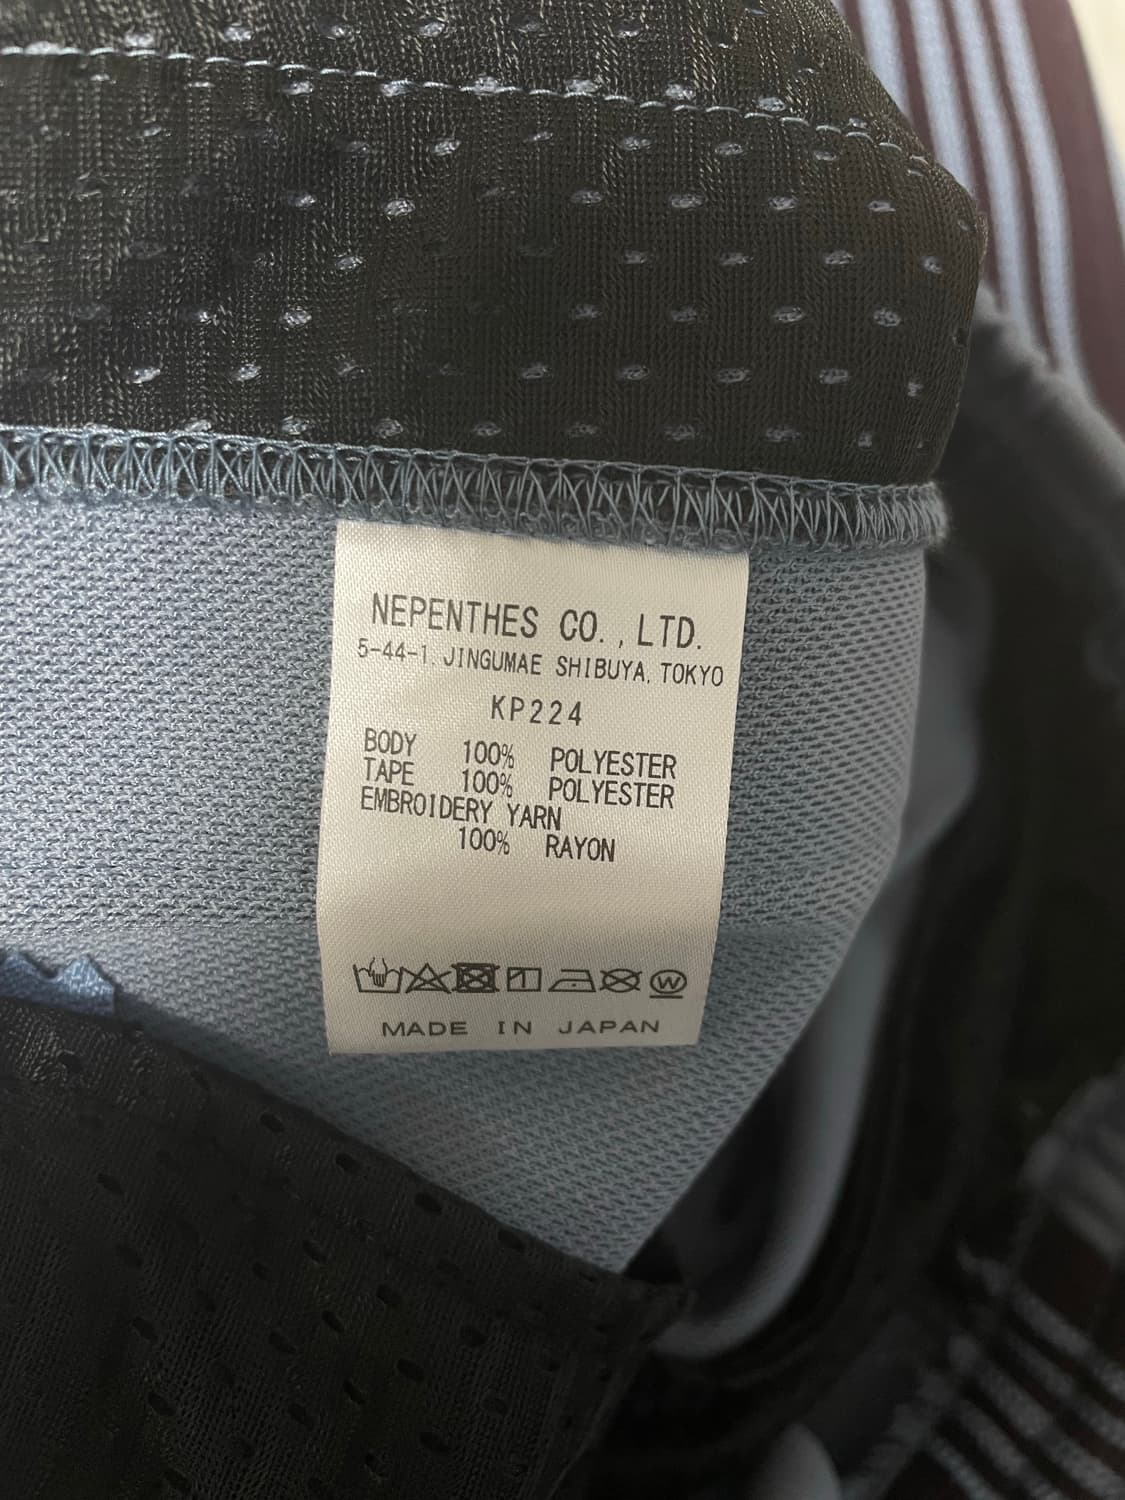 NEPENTHES CO.,LTD.
5-44-1, JINGUMAE SHIBUYA, TOKYO
KP224
BODY 100% POLYESTER
TAPE 100% POLYESTER
EMBROIDERY YARN
100% RAYON
W
MADE IN JAPAN